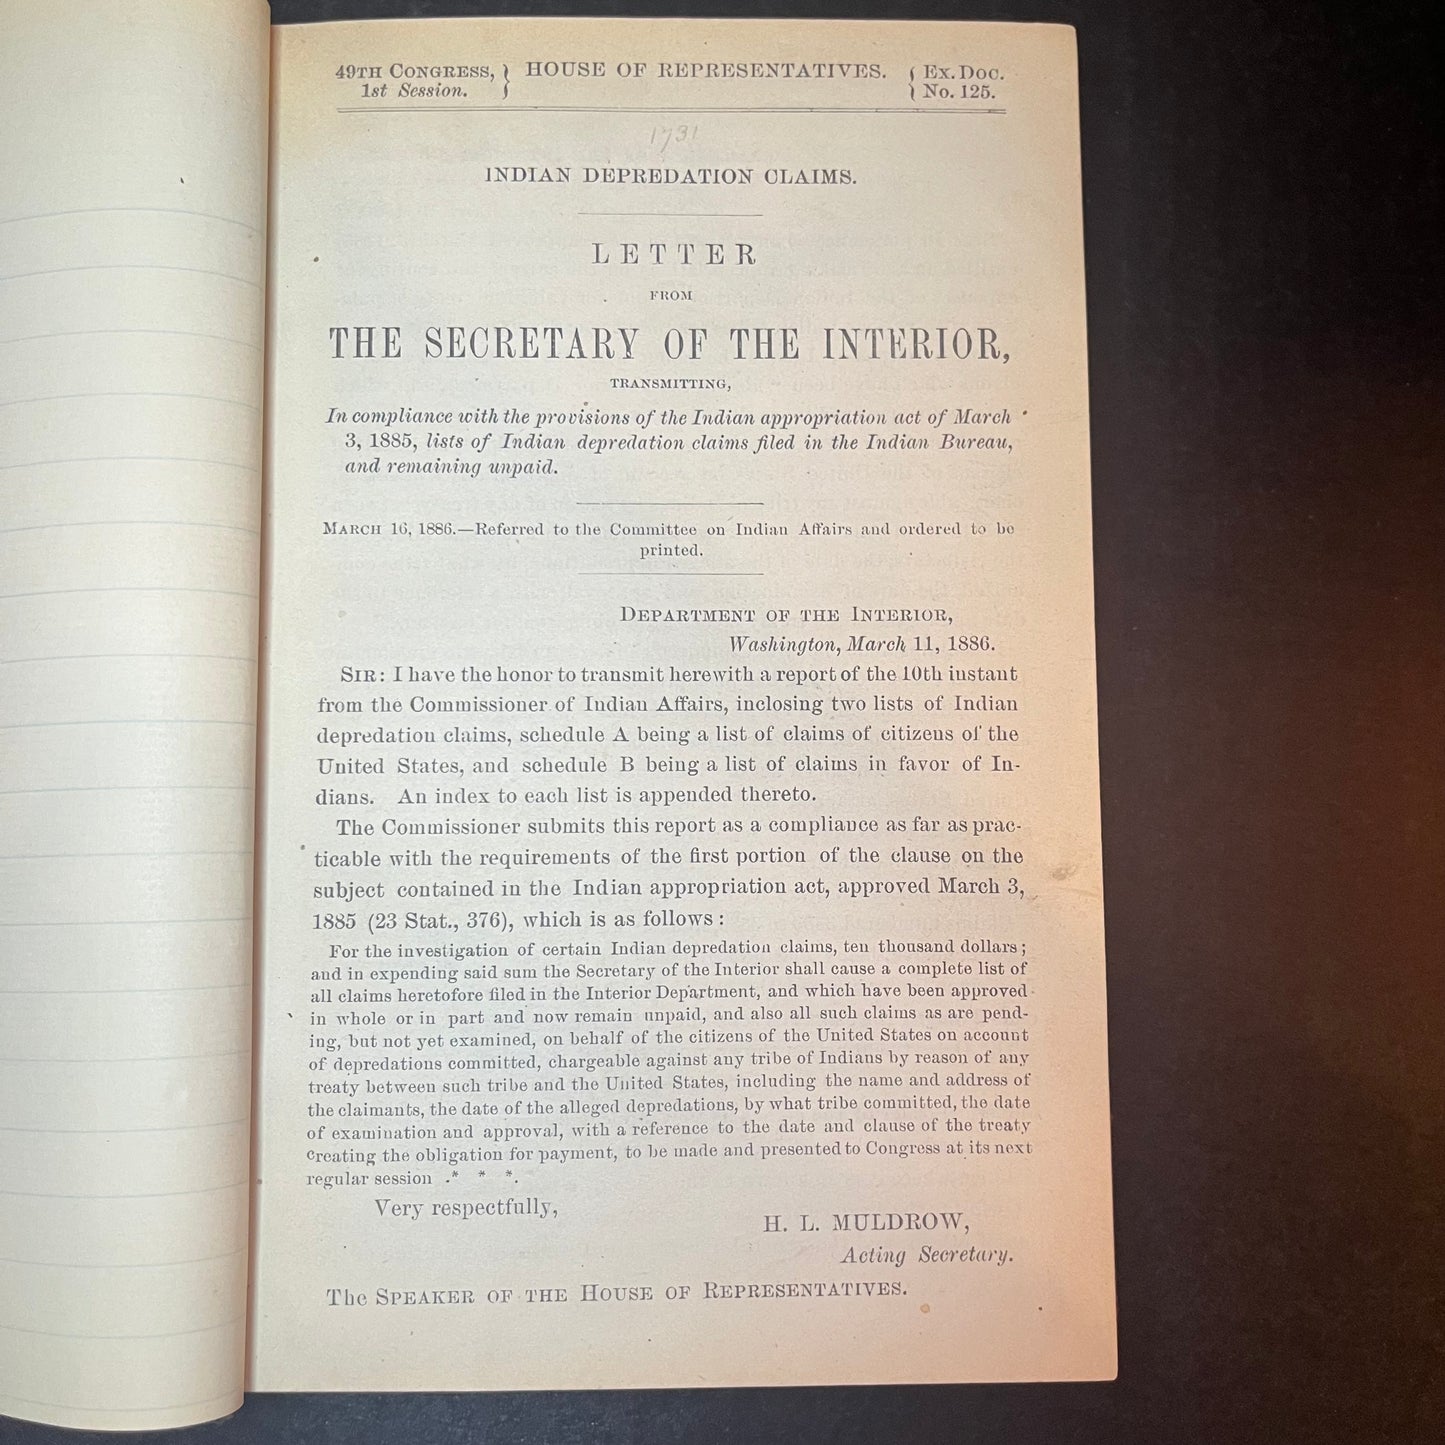 49TH CONGRESS, HOUSE OF REPRESENTATIVES. Ex. Doc.
1st Session. No. 125.
1731
INDIAN DEPREDATION CLAIMS.
LETTER
FROM
THE SECRETARY OF THE INTERIOR,
TRANSMITTING,
In compliance with the provisions of the Indian appropriation act of March
3, 1885, lists of Indian depredation claims filed in the Indian Bureau,
and remaining unpaid.
MARCH 16, 1886.—Referred to the Committee on Indian Affairs and ordered to be
printed.
DEPARTMENT OF THE INTERIOR,
Washington, March 11, 1886.
SIR: I have the honor to transmit herewith a report of the 10th instant
from the Commissioner of Indian Affairs, inclosing two lists of Indian
depredation claims, schedule A being a list of claims of citizens of the
United States, and schedule B being a list of claims in favor of In-
dians. An index to each list is appended thereto.
The Commissioner submits this report as a compliance as far as prac-
ticable with the requirements of the first portion of the clause on the
subject contained in the Indian appropriation act, approved March 3,
1885 (23 Stat., 376), which is as follows:
For the investigation of certain Indian depredation claims, ten thousand dollars;
and in expending said sum the Secretary of the Interior shall cause a complete list of
all claims heretofore filed in the Interior Department, and which have been approved
in whole or in part and now remain unpaid, and also all such claims as are pend-
ing, but not yet examined, on behalf of the citizens of the United States on account
of depredations committed, chargeable against any tribe of Indians by reason of any
treaty between such tribe and the United States, including the name and address of
the claimants, the date of the alleged depredations, by what tribe committed, the date
of examination and approval, with a reference to the date and clause of the treaty
creating the obligation for payment, to be made and presented to Congress at its next
regular session * * *.
Very respectfully,
H. L. MULDROW,
Acting Secretary.
The SPEAKER OF THE HOUSE OF REPRESENTATIVES.